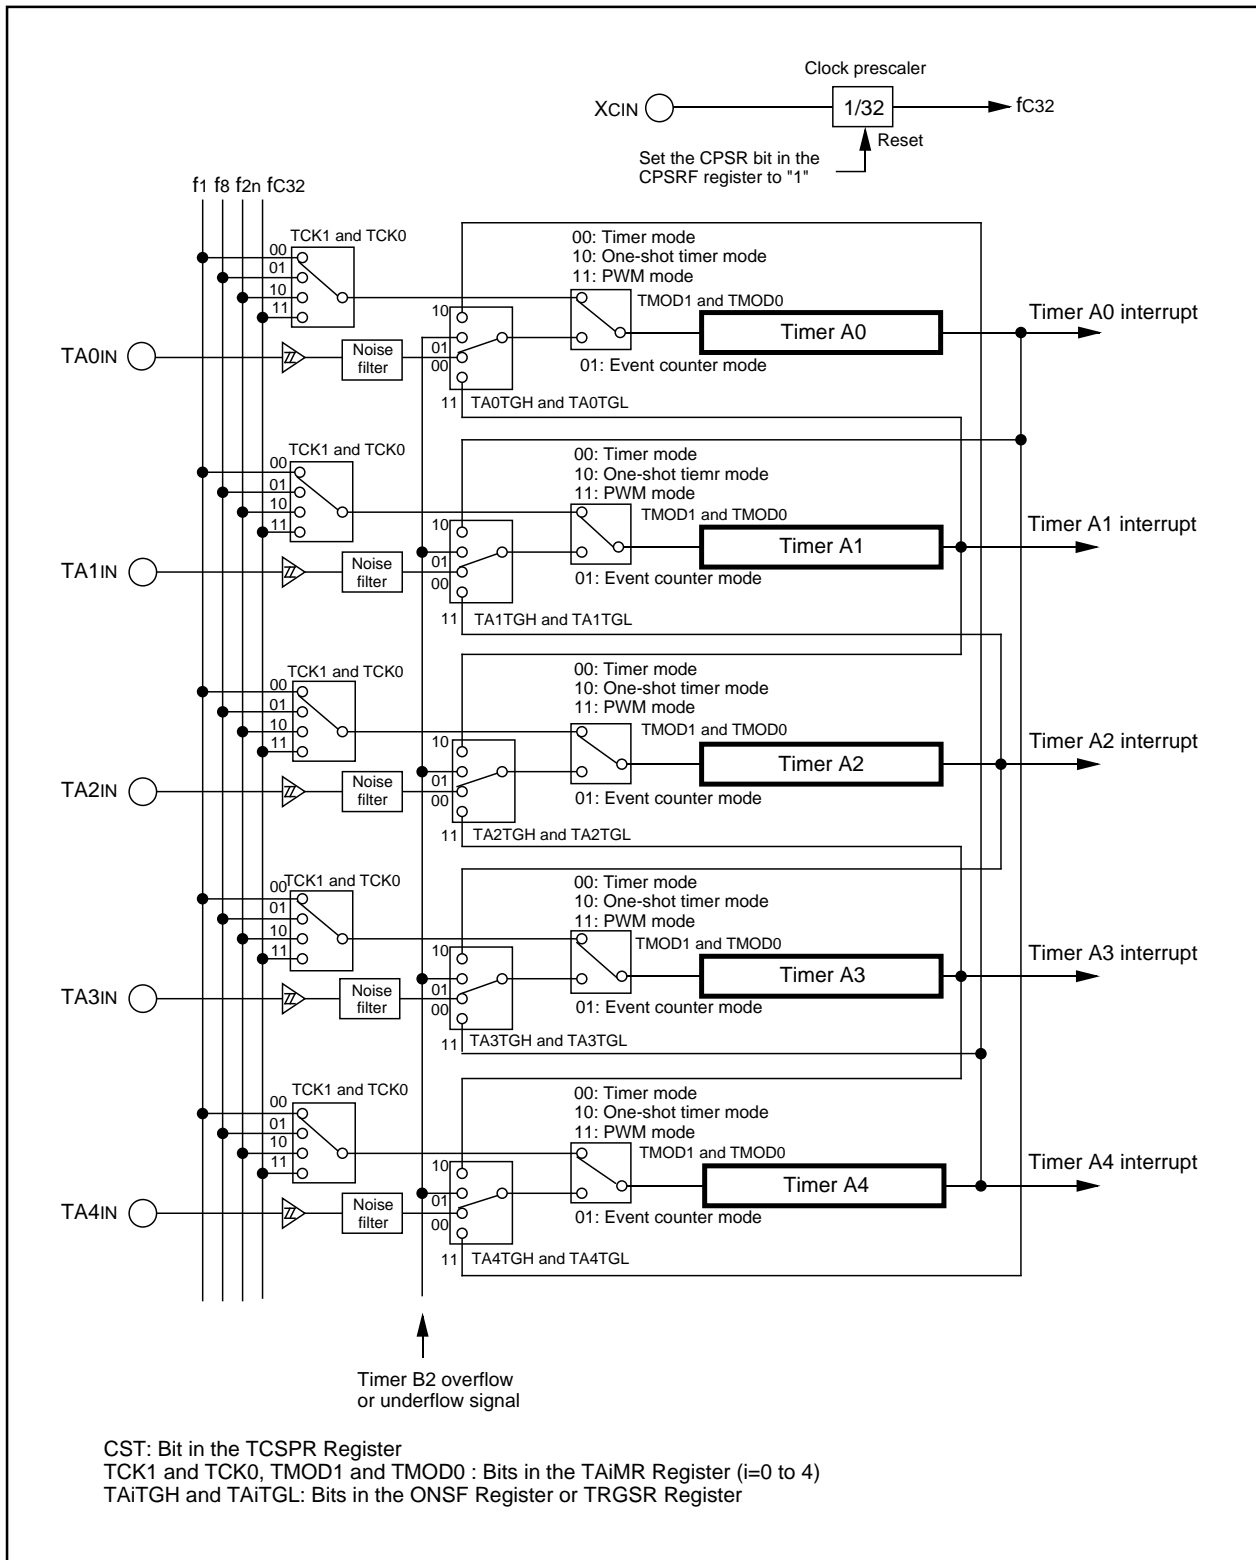 Clock prescaler
XCIN
1/32
fC32
Reset
Set the CPSR bit in the
CPSRF register to "1"
f1 f8 f2n fC32
TCK1 and TCK0
00
01
10
11
00: Timer mode
10: One-shot timer mode
11: PWM mode
TMOD1 and TMOD0
10
Timer A0
Timer A0 interrupt
TA0IN
Noise
filter
01
00
01: Event counter mode
11
TA0TGH and TA0TGL
TCK1 and TCK0
00
01
10
11
00: Timer mode
10: One-shot tiemr mode
11: PWM mode
TMOD1 and TMOD0
10
Timer A1
Timer A1 interrupt
TA1IN
Noise
filter
01
00
01: Event counter mode
11
TA1TGH and TA1TGL
TCK1 and TCK0
00
01
10
11
00: Timer mode
10: One-shot timer mode
11: PWM mode
TMOD1 and TMOD0
10
Timer A2
Timer A2 interrupt
TA2IN
Noise
filter
01
00
01: Event counter mode
11
TA2TGH and TA2TGL
TCK1 and TCK0
00
01
10
11
00: Timer mode
10: One-shot timer mode
11: PWM mode
TMOD1 and TMOD0
10
Timer A3
Timer A3 interrupt
TA3IN
Noise
filter
01
00
01: Event counter mode
11
TA3TGH and TA3TGL
TCK1 and TCK0
00
01
10
11
00: Timer mode
10: One-shot timer mode
11: PWM mode
TMOD1 and TMOD0
10
Timer A4
Timer A4 interrupt
TA4IN
Noise
filter
01
00
01: Event counter mode
11
TA4TGH and TA4TGL
Timer B2 overflow
or underflow signal
CST: Bit in the TCSPR Register
TCK1 and TCK0, TMOD1 and TMOD0 : Bits in the TAiMR Register (i=0 to 4)
TAiTGH and TAiTGL: Bits in the ONSF Register or TRGSR Register